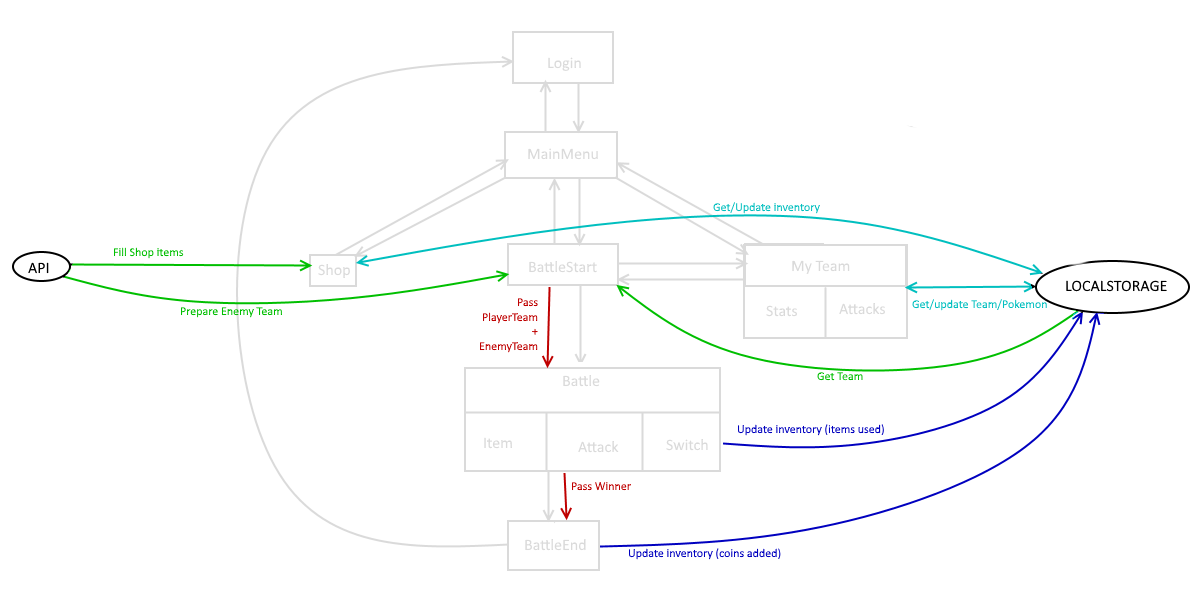 Login
MainMenu
Get/Update inventory
Fill Shop items
API
Shop
BattleStart
My Team
LOCALSTORAGE
Prepare Enemy Team
Pass
PlayerTeam
+
EnemyTeam
Stats
Attacks
Get/update Team/Pokemon
Get Team
Battle
Item
Attack
Switch
Update inventory (items used)
Pass Winner
BattleEnd
Update inventory (coins added)